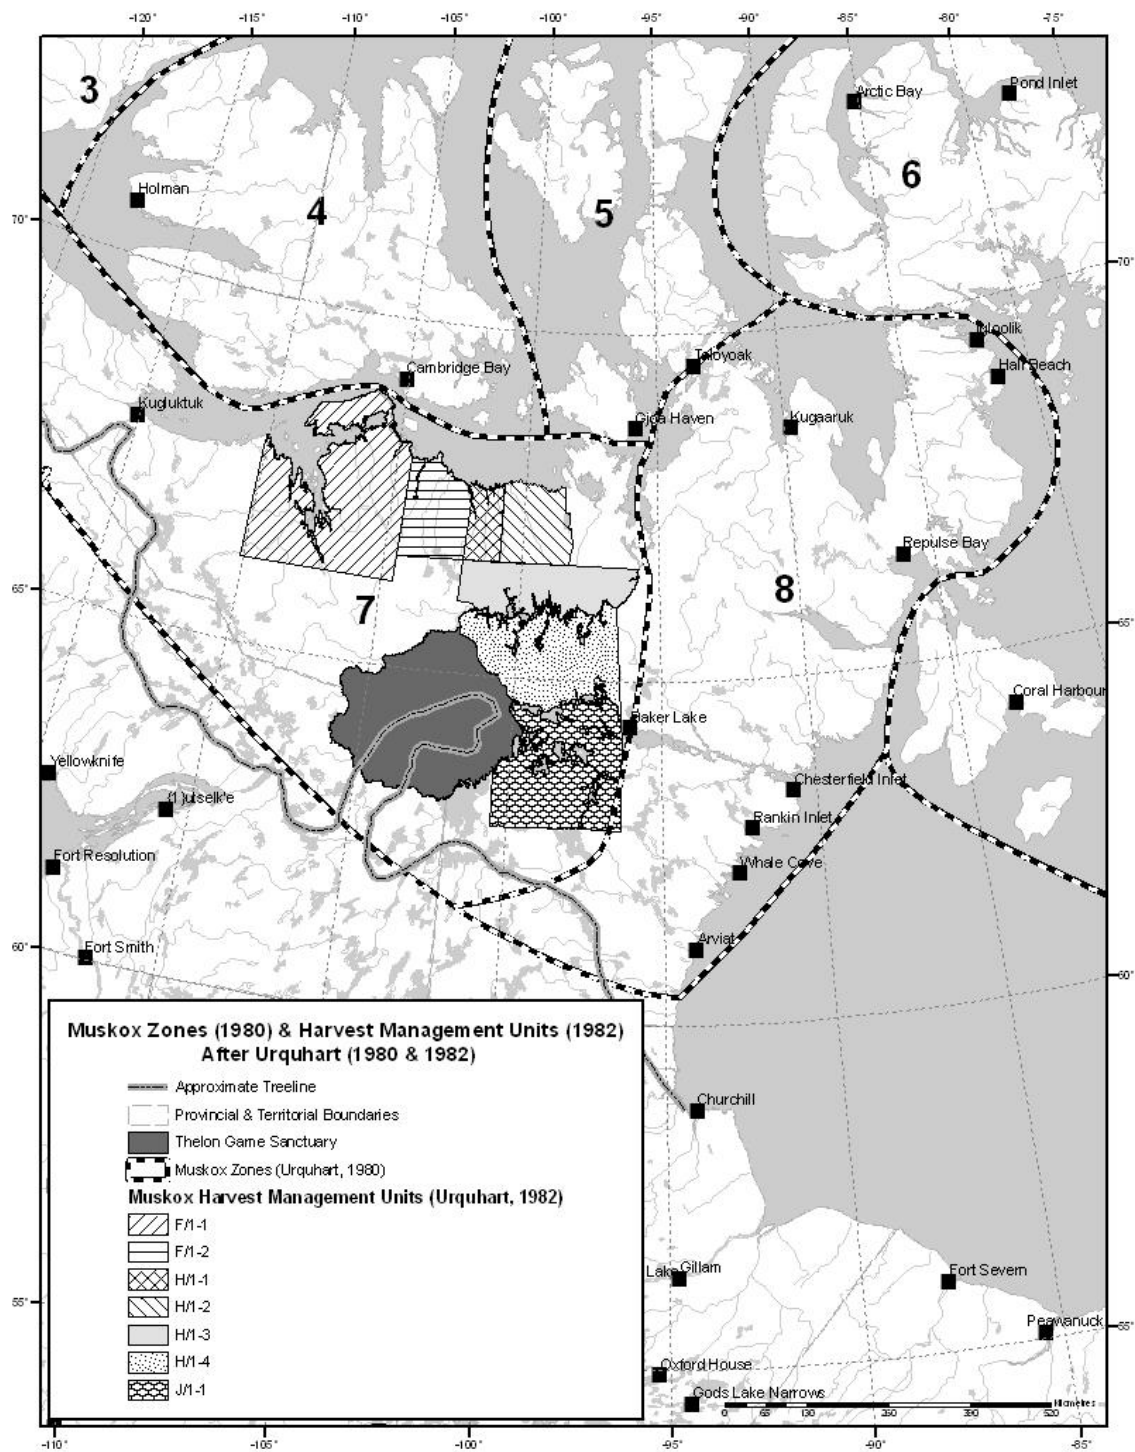 -120° -115° -110° -105° -100° -95° -90° -85° -80° -75°
3
Pond Inlet
Arctic Bay
6
Holman
4
5
70°
70°
Igloolik
Taloyoak
Hall Beach
Cambridge Bay
Kugluktuk
Gjoa Haven
Kugaaruk
Repulse Bay
65°
7
8
65°
Coral Harbour
Baker Lake
Yellowknife
Chesterfield Inlet
(1)utselk'e
Rankin Inlet
Fort Resolution
Whale Cove
60°
Fort Smith
Arviat
60°
Muskox Zones (1980) & Harvest Management Units (1982)
After Urquhart (1980 & 1982)
Approximate Treeline
Provincial & Territorial Boundaries
Thelon Game Sanctuary
Muskox Zones (Urquhart, 1980)
Muskox Harvest Management Units (Urquhart, 1982)
F/1-1
F/1-2
H/1-1
H/1-2
H/1-3
H/1-4
J/1-1
Churchill
Lake Gillam
Fort Severn
55°
55°
Peawanuck
Oxford House
Gods Lake Narrows
Kilometres
0 65 130 260 390 520
-110° -105° -100° -95° -90° -85°